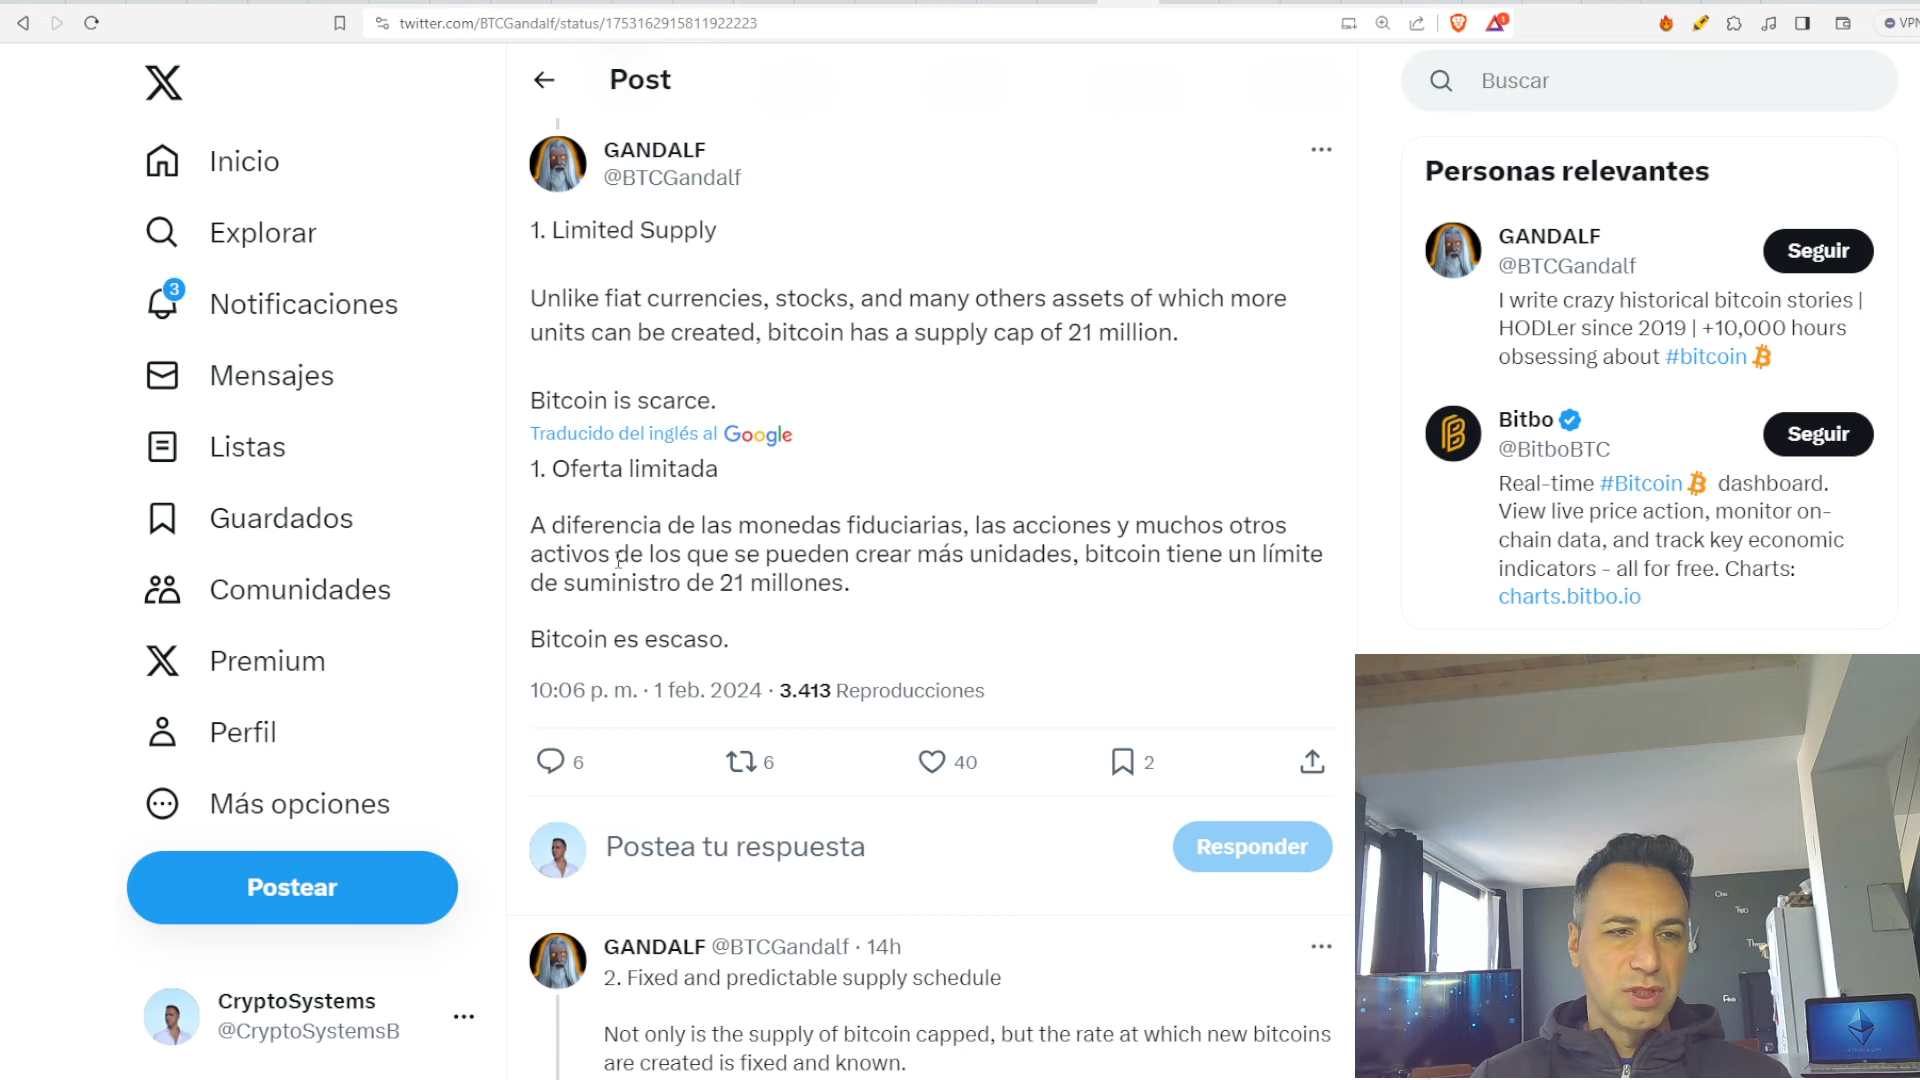 twitter.com/BTCGandalf/status/1753162915811922223
1
VPN
Inicio
Explorar
3
Notificaciones
Mensajes
Listas
Guardados
Comunidades
Premium
Perfil
Más opciones
Postear
CryptoSystems
@CryptoSystemsB
Post
GANDALF
@BTCGandalf
1. Limited Supply
Unlike fiat currencies, stocks, and many others assets of which more
units can be created, bitcoin has a supply cap of 21 million.
Bitcoin is scarce.
Traducido del inglés al Google
1. Oferta limitada
A diferencia de las monedas fiduciarias, las acciones y muchos otros
activos de los que se pueden crear más unidades, bitcoin tiene un límite
de suministro de 21 millones.
Bitcoin es escaso.
10:06 p. m. · 1 feb. 2024 · 3.413 Reproducciones
6 6 40 2
Postea tu respuesta
Responder
GANDALF @BTCGandalf · 14h
2. Fixed and predictable supply schedule
Not only is the supply of bitcoin capped, but the rate at which new bitcoins
are created is fixed and known.
Buscar
Personas relevantes
GANDALF
@BTCGandalf
Seguir
I write crazy historical bitcoin stories |
HODLer since 2019 | +10,000 hours
obsessing about #bitcoin
Bitbo
@BitboBTC
Seguir
Real-time #Bitcoin dashboard.
View live price action, monitor on-
chain data, and track key economic
indicators - all for free. Charts:
charts.bitbo.io